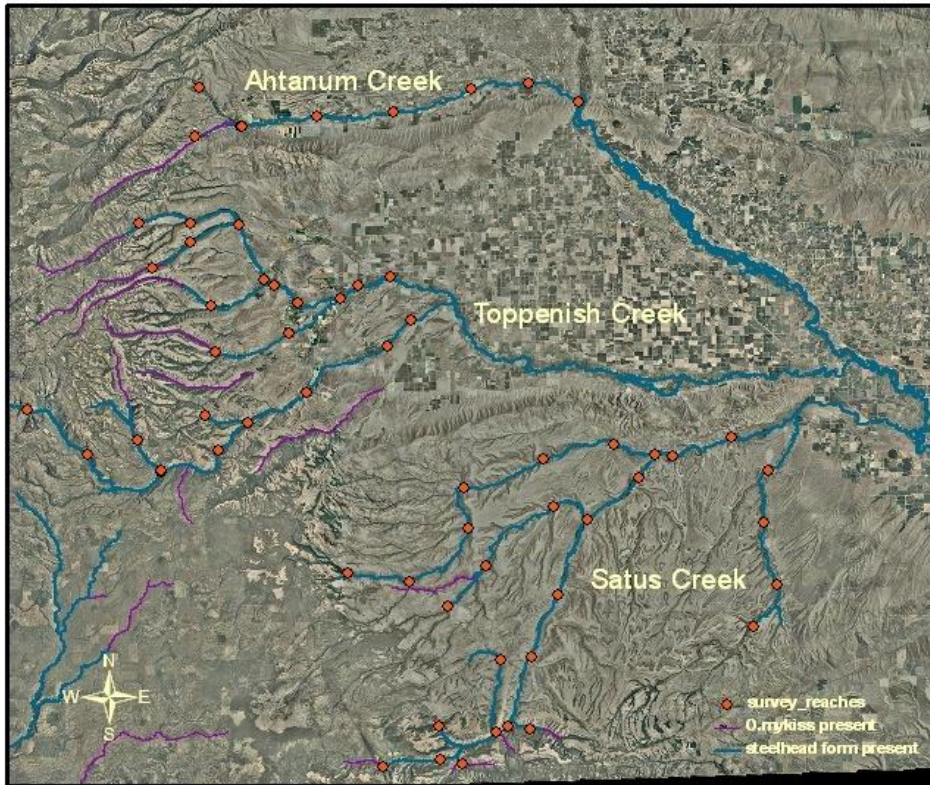 Ahtanum Creek
Toppenish Creek
Satus Creek
N
W E
S
survey_reaches
O.mykiss present
steelhead form present